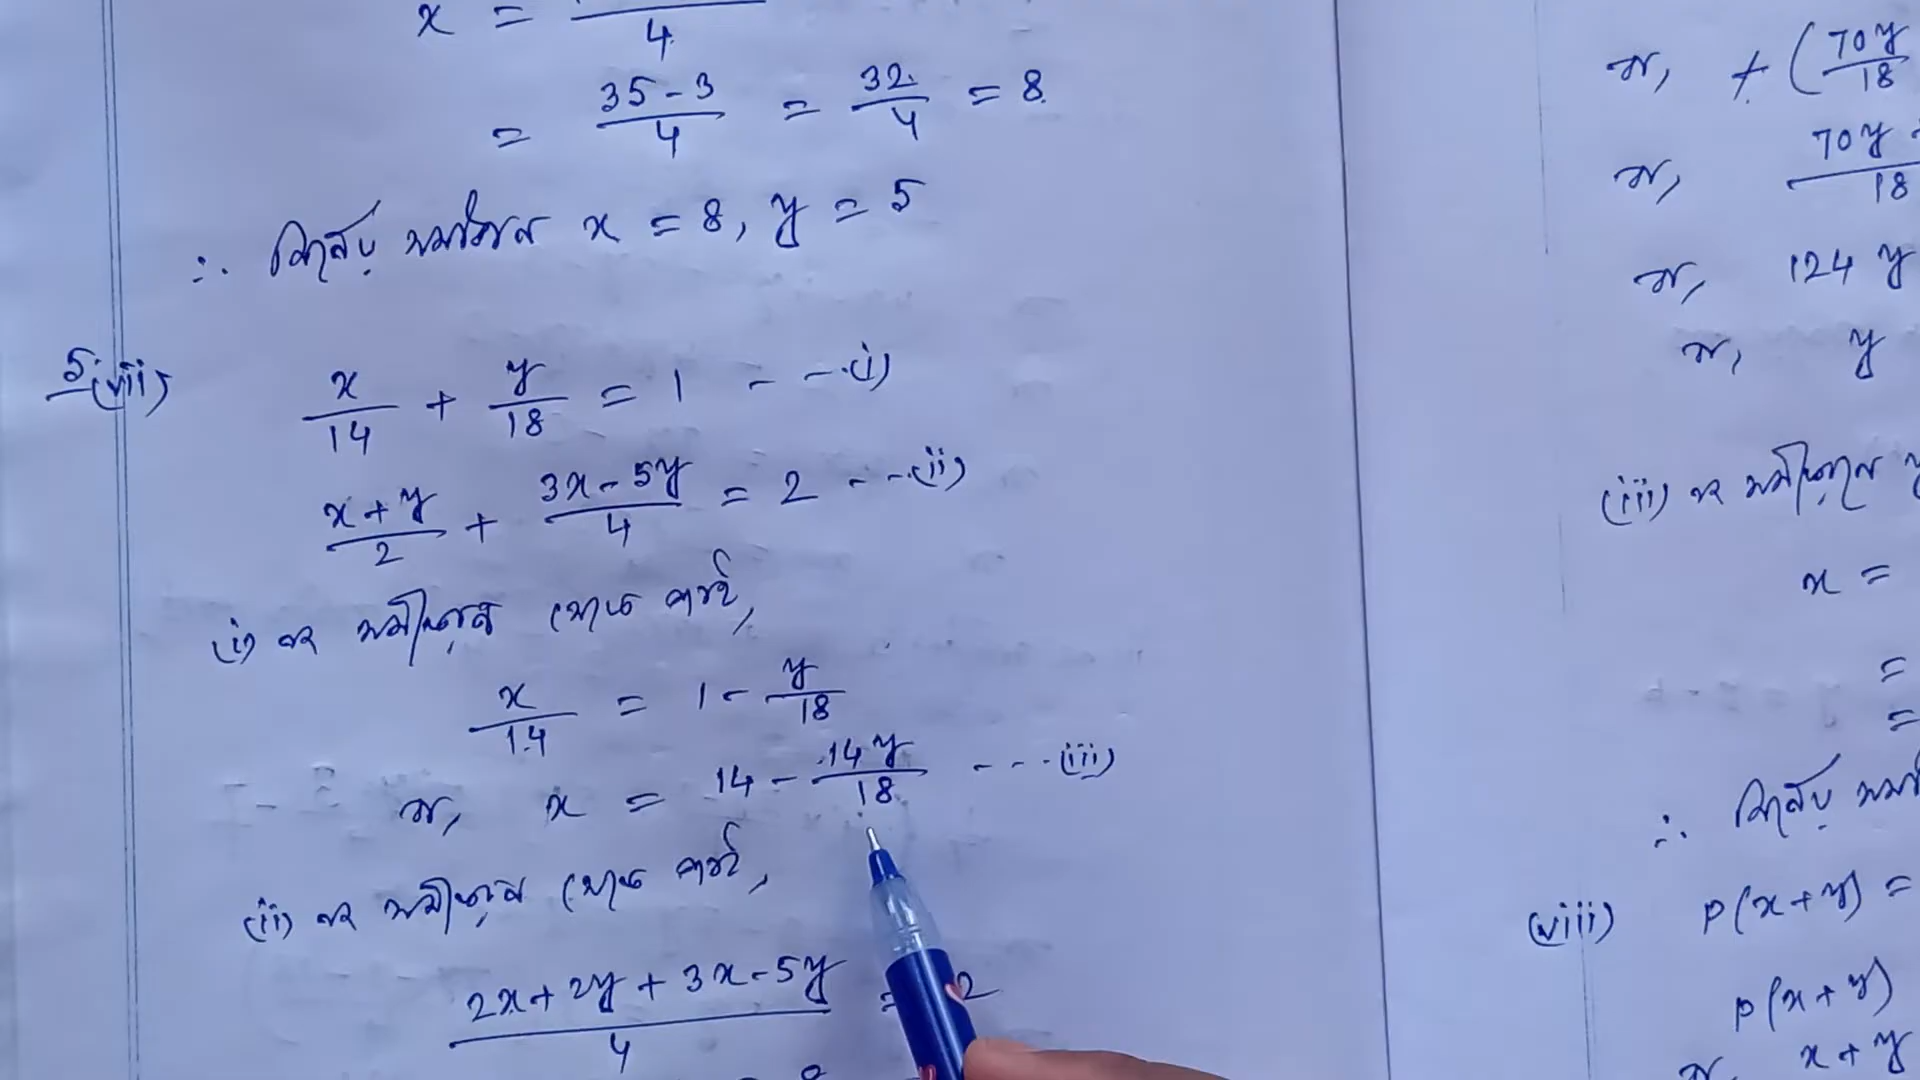 x = —/4
= (35-3)/4 = 32/4 = 8.
∴ নির্ণেয় সমাধান x = 8, y = 5
5(vii) x/14 + y/18 = 1 - - - (i)
(x+y)/2 + (3x-5y)/4 = 2 - - - (ii)
(i) নং সমীকরণ থেকে পাই,
x/14 = 1 - y/18
বা, x = 14 - 14y/18 - - - (iii)
(ii) নং সমীকরণ থেকে পাই,
(2x+2y+3x-5y)/4 = 2
বা, + (70y/18
বা, 70y/18
বা, 124 y
বা, y
(iii) নং সমীকরণে y
x =
=
=
∴ নির্ণেয়
(viii) p(x+y) =
p(x+y)
বা, x+y